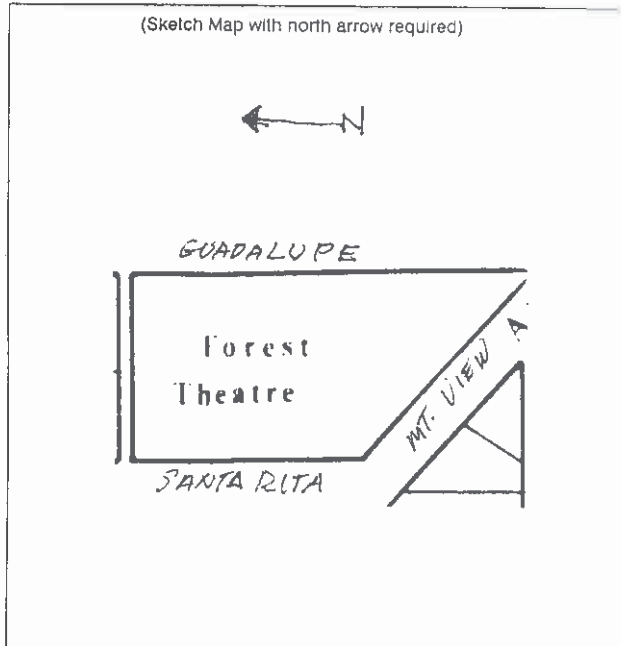 (Sketch Map with north arrow required)
N
GUADALUPE
Forest
Theatre
MT. VIEW A
SANTA RITA